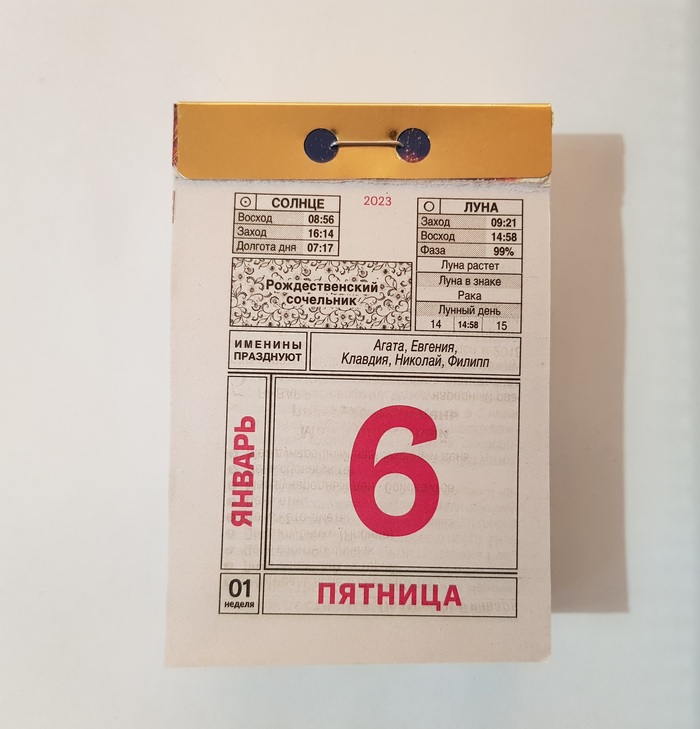 2023
СОЛНЦЕ
Восход 08:56
Заход 16:14
Долгота дня 07:17
ЛУНА
Заход 09:21
Восход 14:58
Фаза 99%
Луна растет
Луна в знаке
Рака
Лунный день
14 14:58 15
Рождественский
сочельник
ИМЕНИНЫ
ПРАЗДНУЮТ
Агата, Евгения,
Клавдия, Николай, Филипп
ЯНВАРЬ
6
01
неделя
ПЯТНИЦА